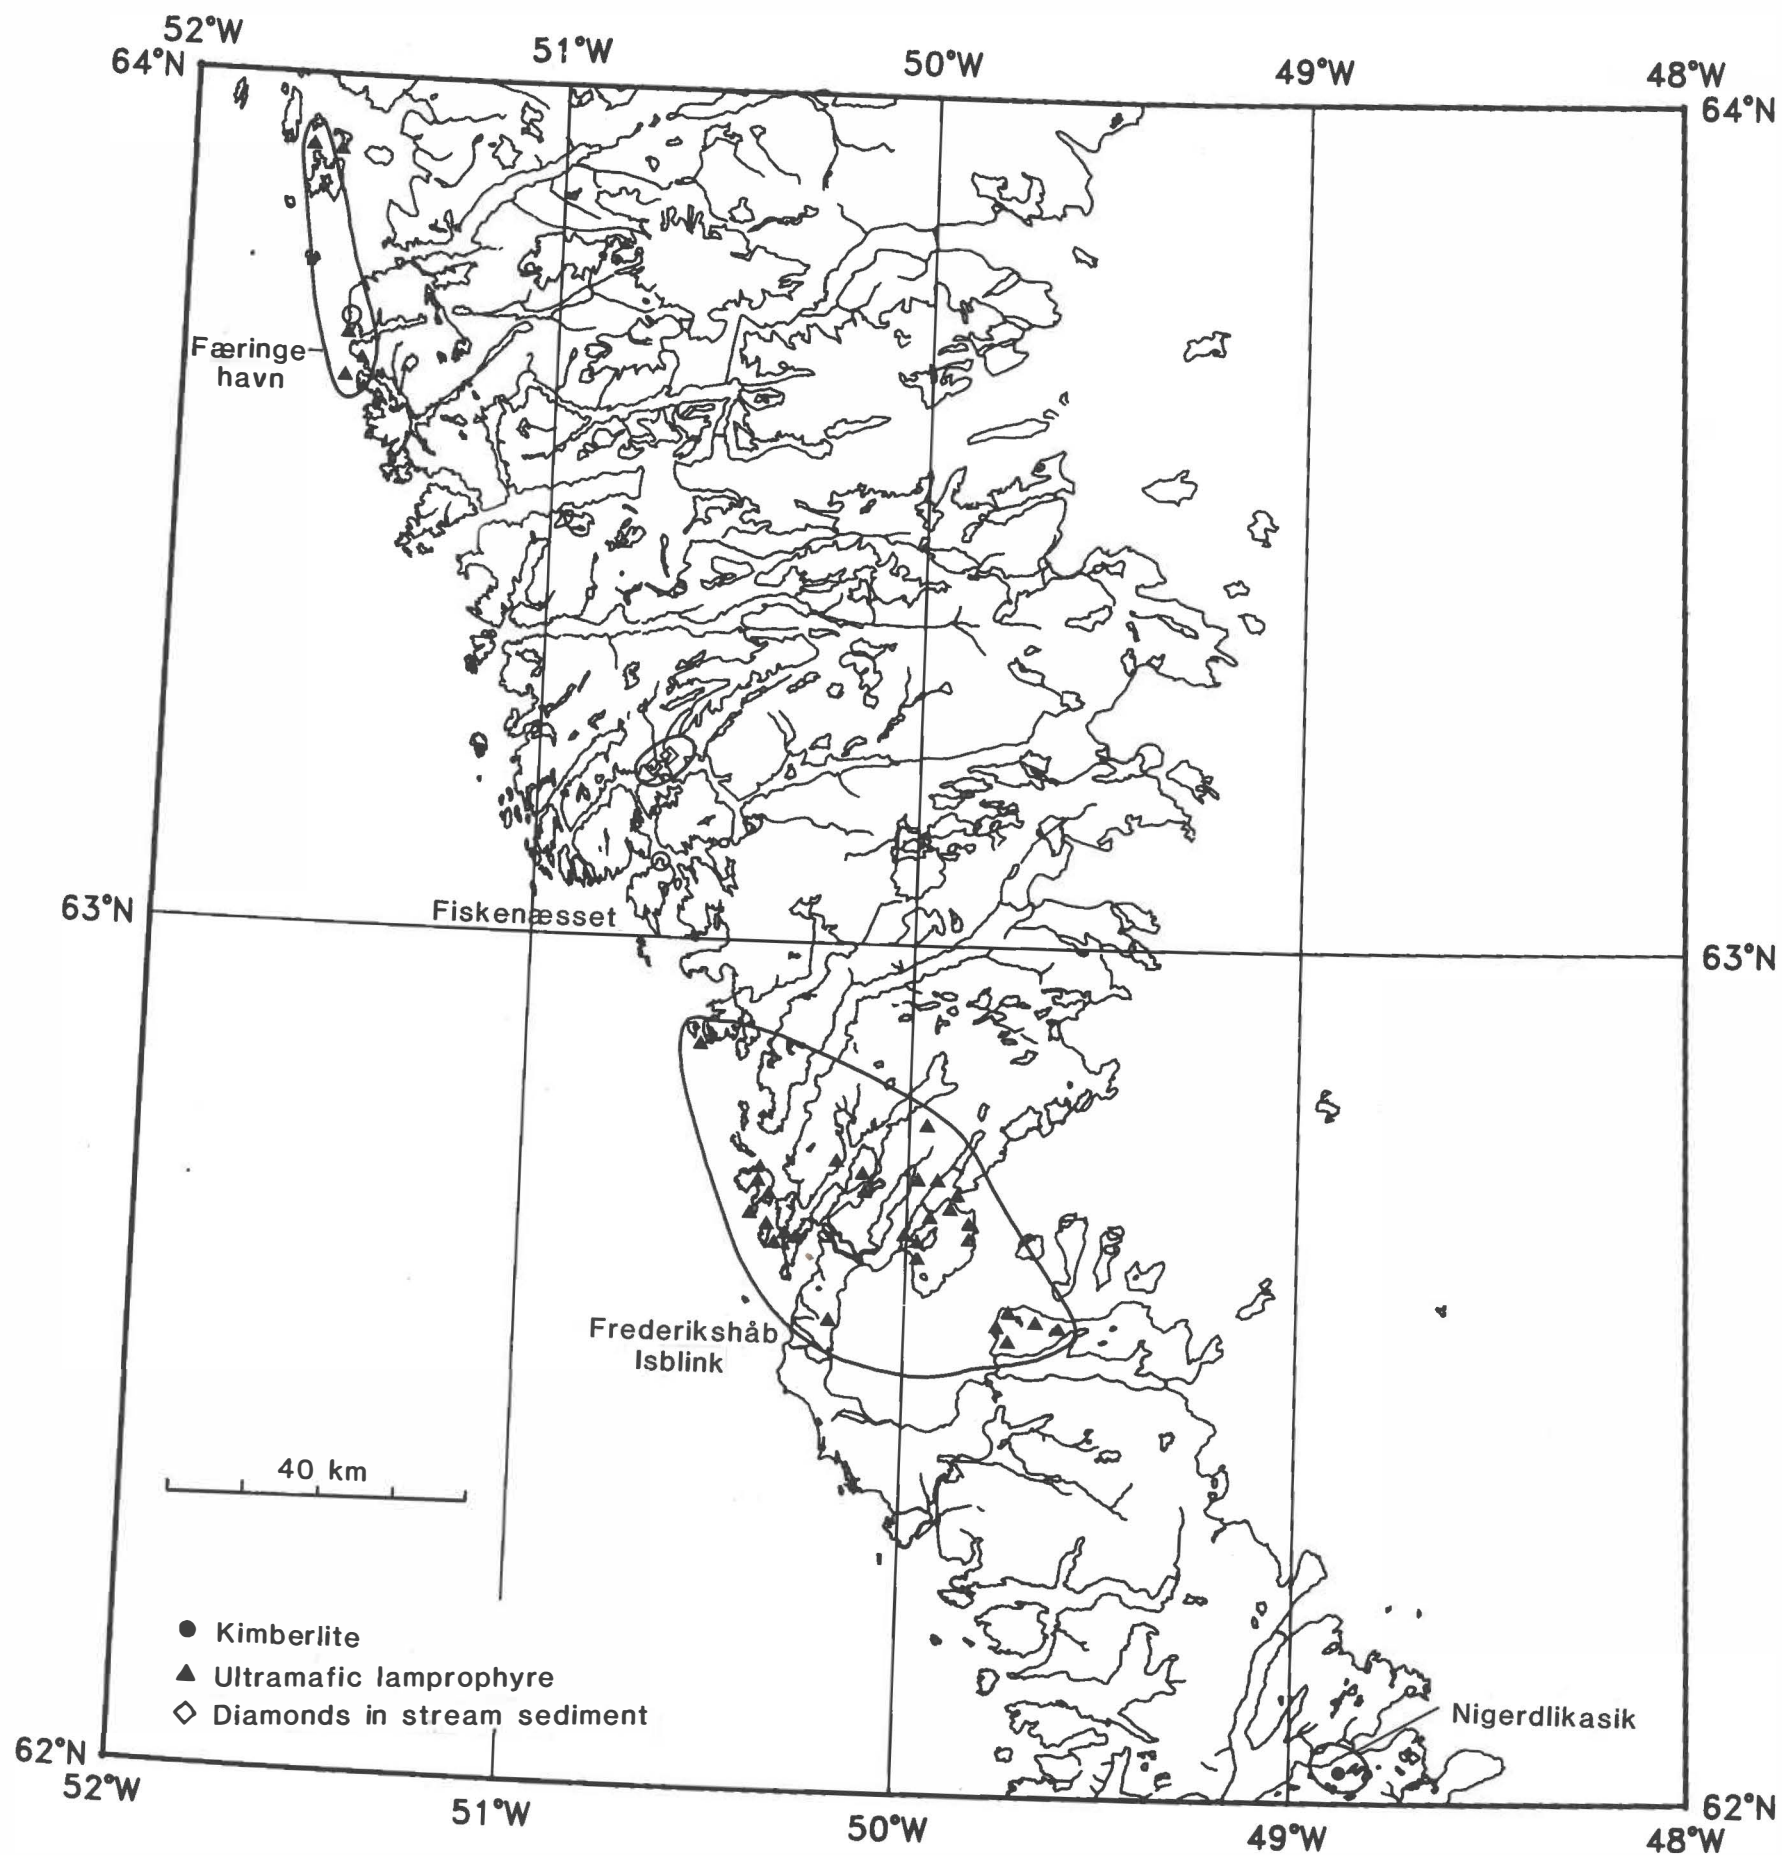 52°W
51°W
50°W
49°W
48°W
64°N
64°N
Færinge-
havn
63°N
Fiskenæsset
63°N
Frederikshåb
Isblink
40 km
Kimberlite
Ultramafic lamprophyre
Diamonds in stream sediment
Nigerdlikasik
62°N
62°N
52°W
51°W
50°W
49°W
48°W